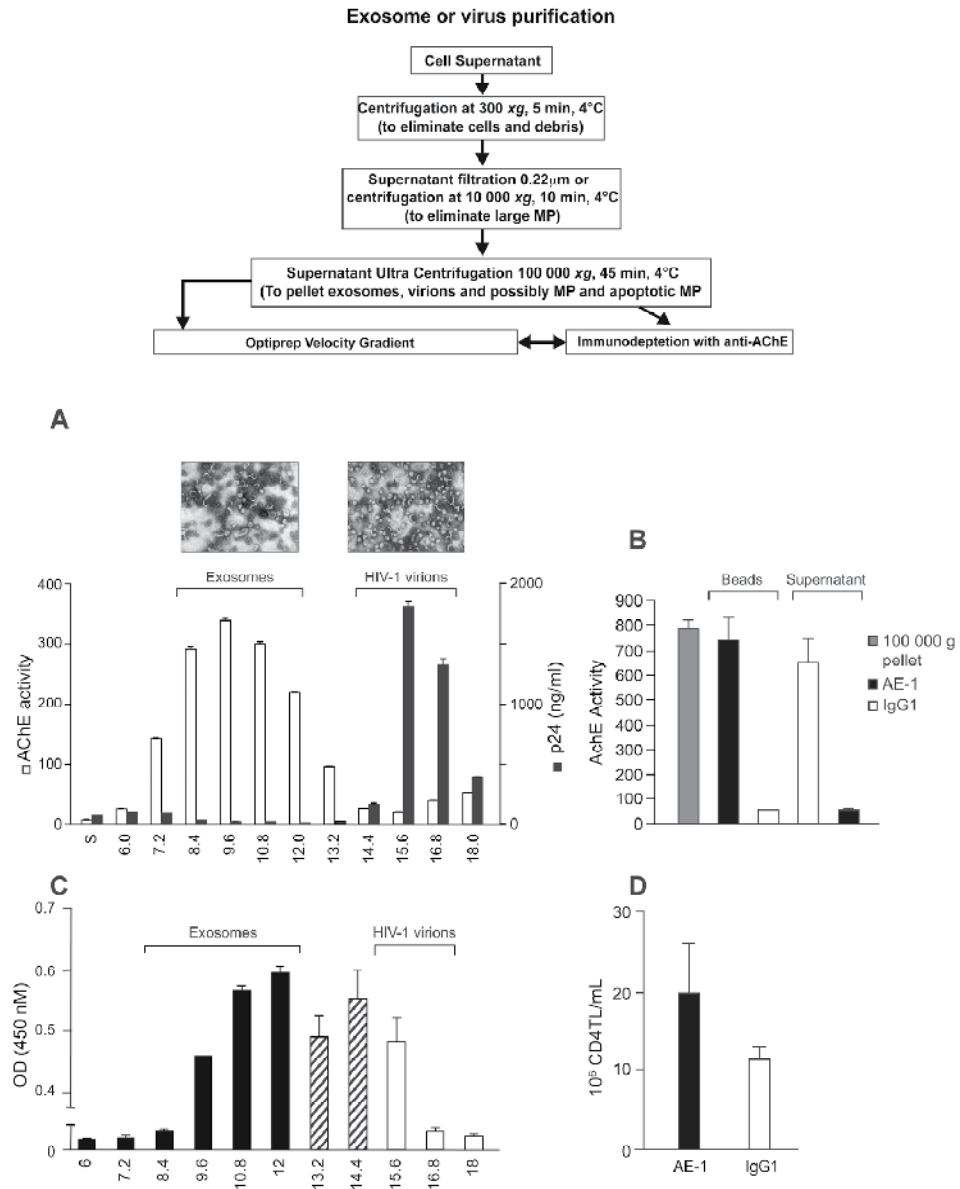 Exosome or virus purification
Cell Supernatant
Centrifugation at 300 xg, 5 min, 4°C
(to eliminate cells and debris)
Supernatant filtration 0.22µm or
centrifugation at 10 000 xg, 10 min, 4°C
(to eliminate large MP)
Supernatant Ultra Centrifugation 100 000 xg, 45 min, 4°C
(To pellet exosomes, virions and possibly MP and apoptotic MP
Optiprep Velocity Gradient
Immunodeptetion with anti-AChE
A
Exosomes
HIV-1 virions
AChE activity
400
300
200
100
0
p24 (ng/ml)
2000
1000
0
S
6.0
7.2
8.4
9.6
10.8
12.0
13.2
14.4
15.6
16.8
18.0
B
Beads
Supernatant
AchE Activity
900
800
700
600
500
400
300
200
100
0
100 000 g
pellet
AE-1
IgG1
C
Exosomes
HIV-1 virions
OD (450 nM)
0.7
0.6
0.5
0.4
0
6
7.2
8.4
9.6
10.8
12
13.2
14.4
15.6
16.8
18
D
30
20
10
0
CD4TL/mL
AE-1
IgG1